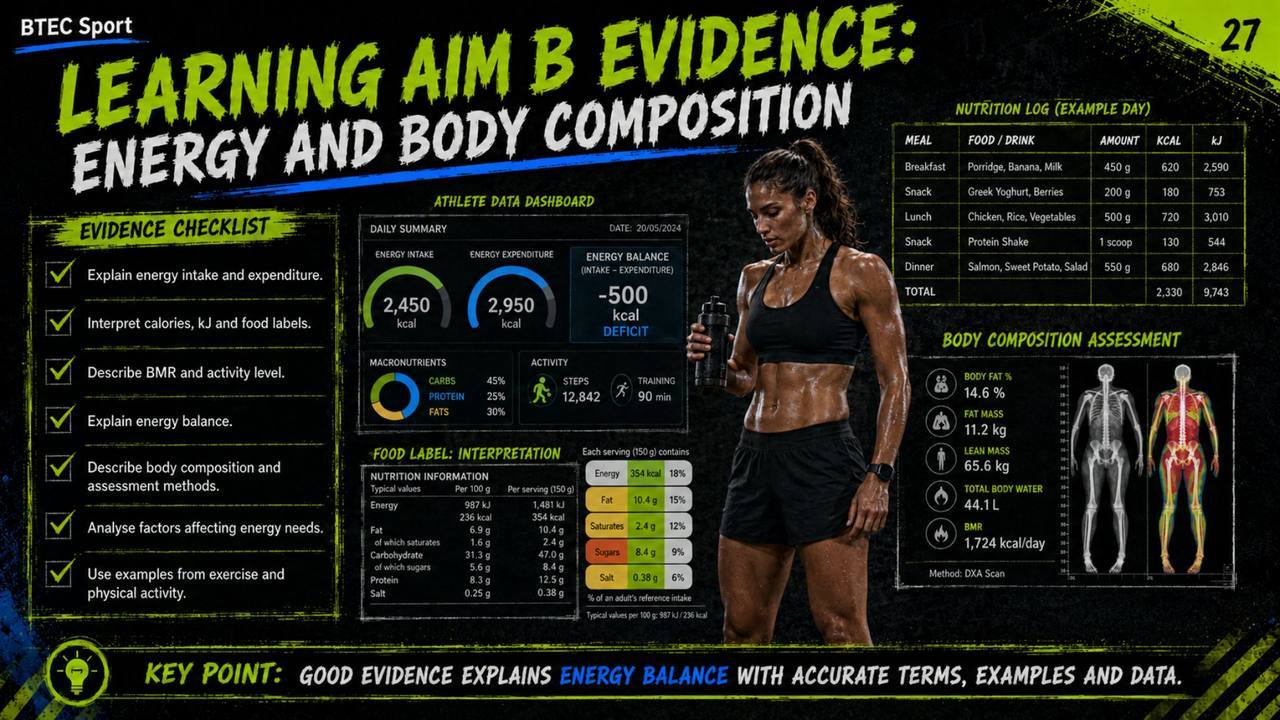 BTEC Sport
27
LEARNING AIM B EVIDENCE:
ENERGY AND BODY COMPOSITION
EVIDENCE CHECKLIST
Explain energy intake and expenditure.
Interpret calories, kJ and food labels.
Describe BMR and activity level.
Explain energy balance.
Describe body composition and
assessment methods.
Analyse factors affecting energy needs.
Use examples from exercise and
physical activity.
ATHLETE DATA DASHBOARD
DAILY SUMMARY DATE: 20/05/2024
ENERGY INTAKE
2,450
kcal
ENERGY EXPENDITURE
2,950
kcal
ENERGY BALANCE
(INTAKE – EXPENDITURE)
-500
kcal
DEFICIT
MACRONUTRIENTS
CARBS 45%
PROTEIN 25%
FATS 30%
ACTIVITY
STEPS
12,842
TRAINING
90 min
FOOD LABEL: INTERPRETATION
NUTRITION INFORMATION
Typical values Per 100 g Per serving (150 g)
Energy 987 kJ 1,481 kJ
236 kcal 354 kcal
Fat 6.9 g 10.4 g
of which saturates 1.6 g 2.4 g
Carbohydrate 31.3 g 47.0 g
of which sugars 5.6 g 8.4 g
Protein 8.3 g 12.5 g
Salt 0.25 g 0.38 g
Each serving (150 g) contains
Energy 354 kcal 18%
Fat 10.4 g 15%
Saturates 2.4 g 12%
Sugars 8.4 g 9%
Salt 0.38 g 6%
% of an adult's reference intake
Typical values per 100 g: 987 kJ / 236 kcal
NUTRITION LOG (EXAMPLE DAY)
MEAL FOOD / DRINK AMOUNT KCAL kJ
Breakfast Porridge, Banana, Milk 450 g 620 2,590
Snack Greek Yoghurt, Berries 200 g 180 753
Lunch Chicken, Rice, Vegetables 500 g 720 3,010
Snack Protein Shake 1 scoop 130 544
Dinner Salmon, Sweet Potato, Salad 550 g 680 2,846
TOTAL 2,330 9,743
BODY COMPOSITION ASSESSMENT
BODY FAT %
14.6 %
FAT MASS
11.2 kg
LEAN MASS
65.6 kg
TOTAL BODY WATER
44.1 L
BMR
1,724 kcal/day
Method: DXA Scan
KEY POINT: GOOD EVIDENCE EXPLAINS ENERGY BALANCE WITH ACCURATE TERMS, EXAMPLES AND DATA.